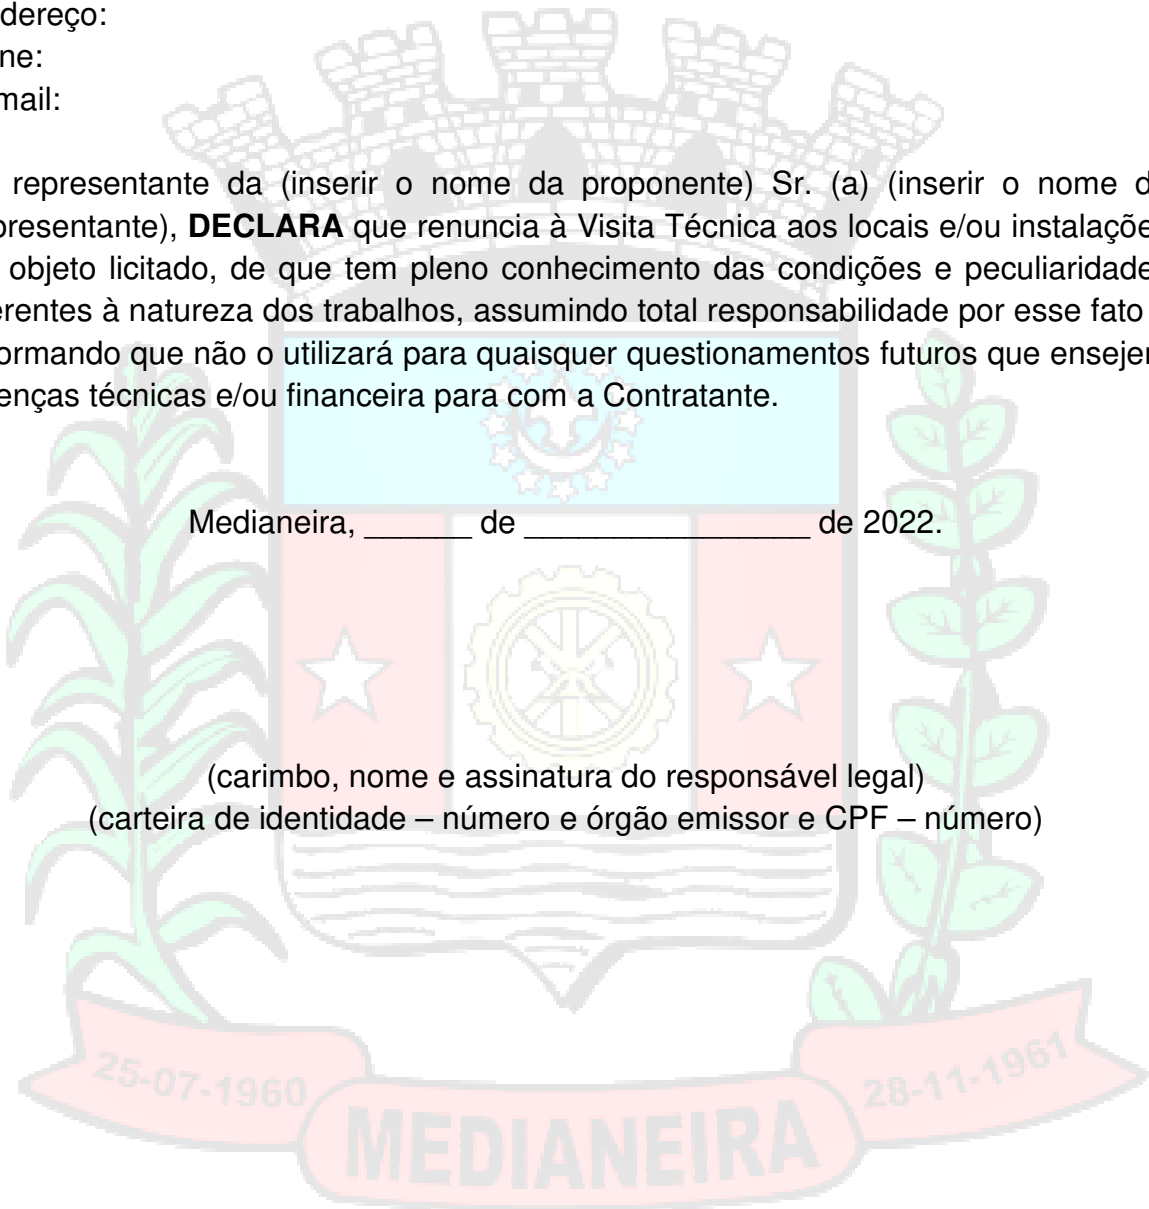 dereço:
ne:
mail:
representante da (inserir o nome da proponente) Sr. (a) (inserir o nome d
presentante), DECLARA que renuncia à Visita Técnica aos locais e/ou instalaçõe
objeto licitado, de que tem pleno conhecimento das condições e peculiaridade
erentes à natureza dos trabalhos, assumindo total responsabilidade por esse fato
ormando que não o utilizará para quaisquer questionamentos futuros que enseje
enças técnicas e/ou financeira para com a Contratante.
Medianeira, ______ de ________________ de 2022.
(carimbo, nome e assinatura do responsável legal)
(carteira de identidade – número e órgão emissor e CPF – número)
25-07-1960
28-11-1961
MEDIANEIRA